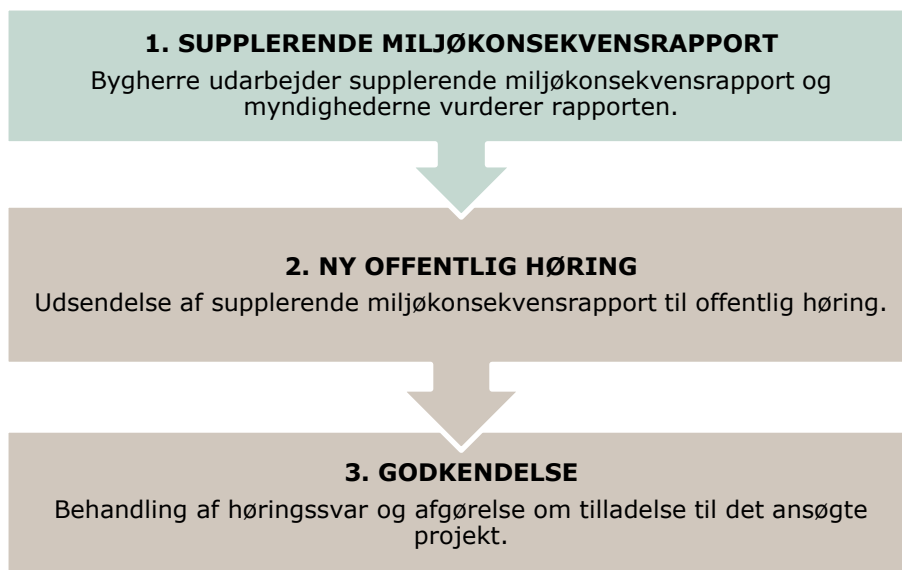 1. SUPPLERENDE MILJØKONSEKVENSRAPPORT
Bygherre udarbejder supplerende miljøkonsekvensrapport og
myndighederne vurderer rapporten.
2. NY OFFENTLIG HØRING
Udsendelse af supplerende miljøkonsekvensrapport til offentlig høring.
3. GODKENDELSE
Behandling af høringssvar og afgørelse om tilladelse til det ansøgte
projekt.